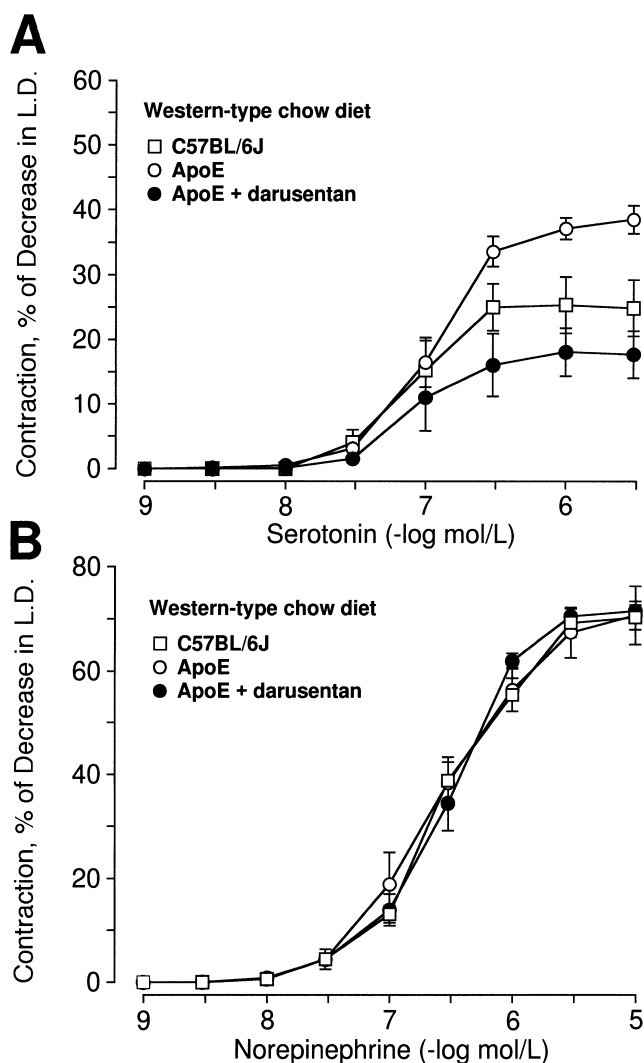 A
Contraction, % of Decrease in L.D.
60
50
40
30
20
10
0
Western-type chow diet
C57BL/6J
ApoE
ApoE + darusentan
9 8 7 6
Serotonin (-log mol/L)
B
Contraction, % of Decrease in L.D.
80
60
40
20
0
Western-type chow diet
C57BL/6J
ApoE
ApoE + darusentan
9 8 7 6 5
Norepinephrine (-log mol/L)